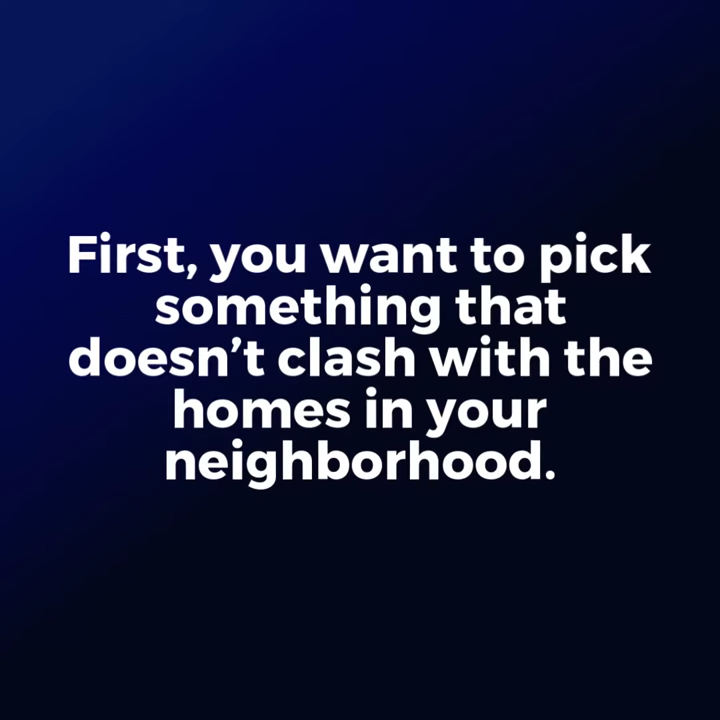 First, you want to pick
something that
doesn’t clash with the
homes in your
neighborhood.